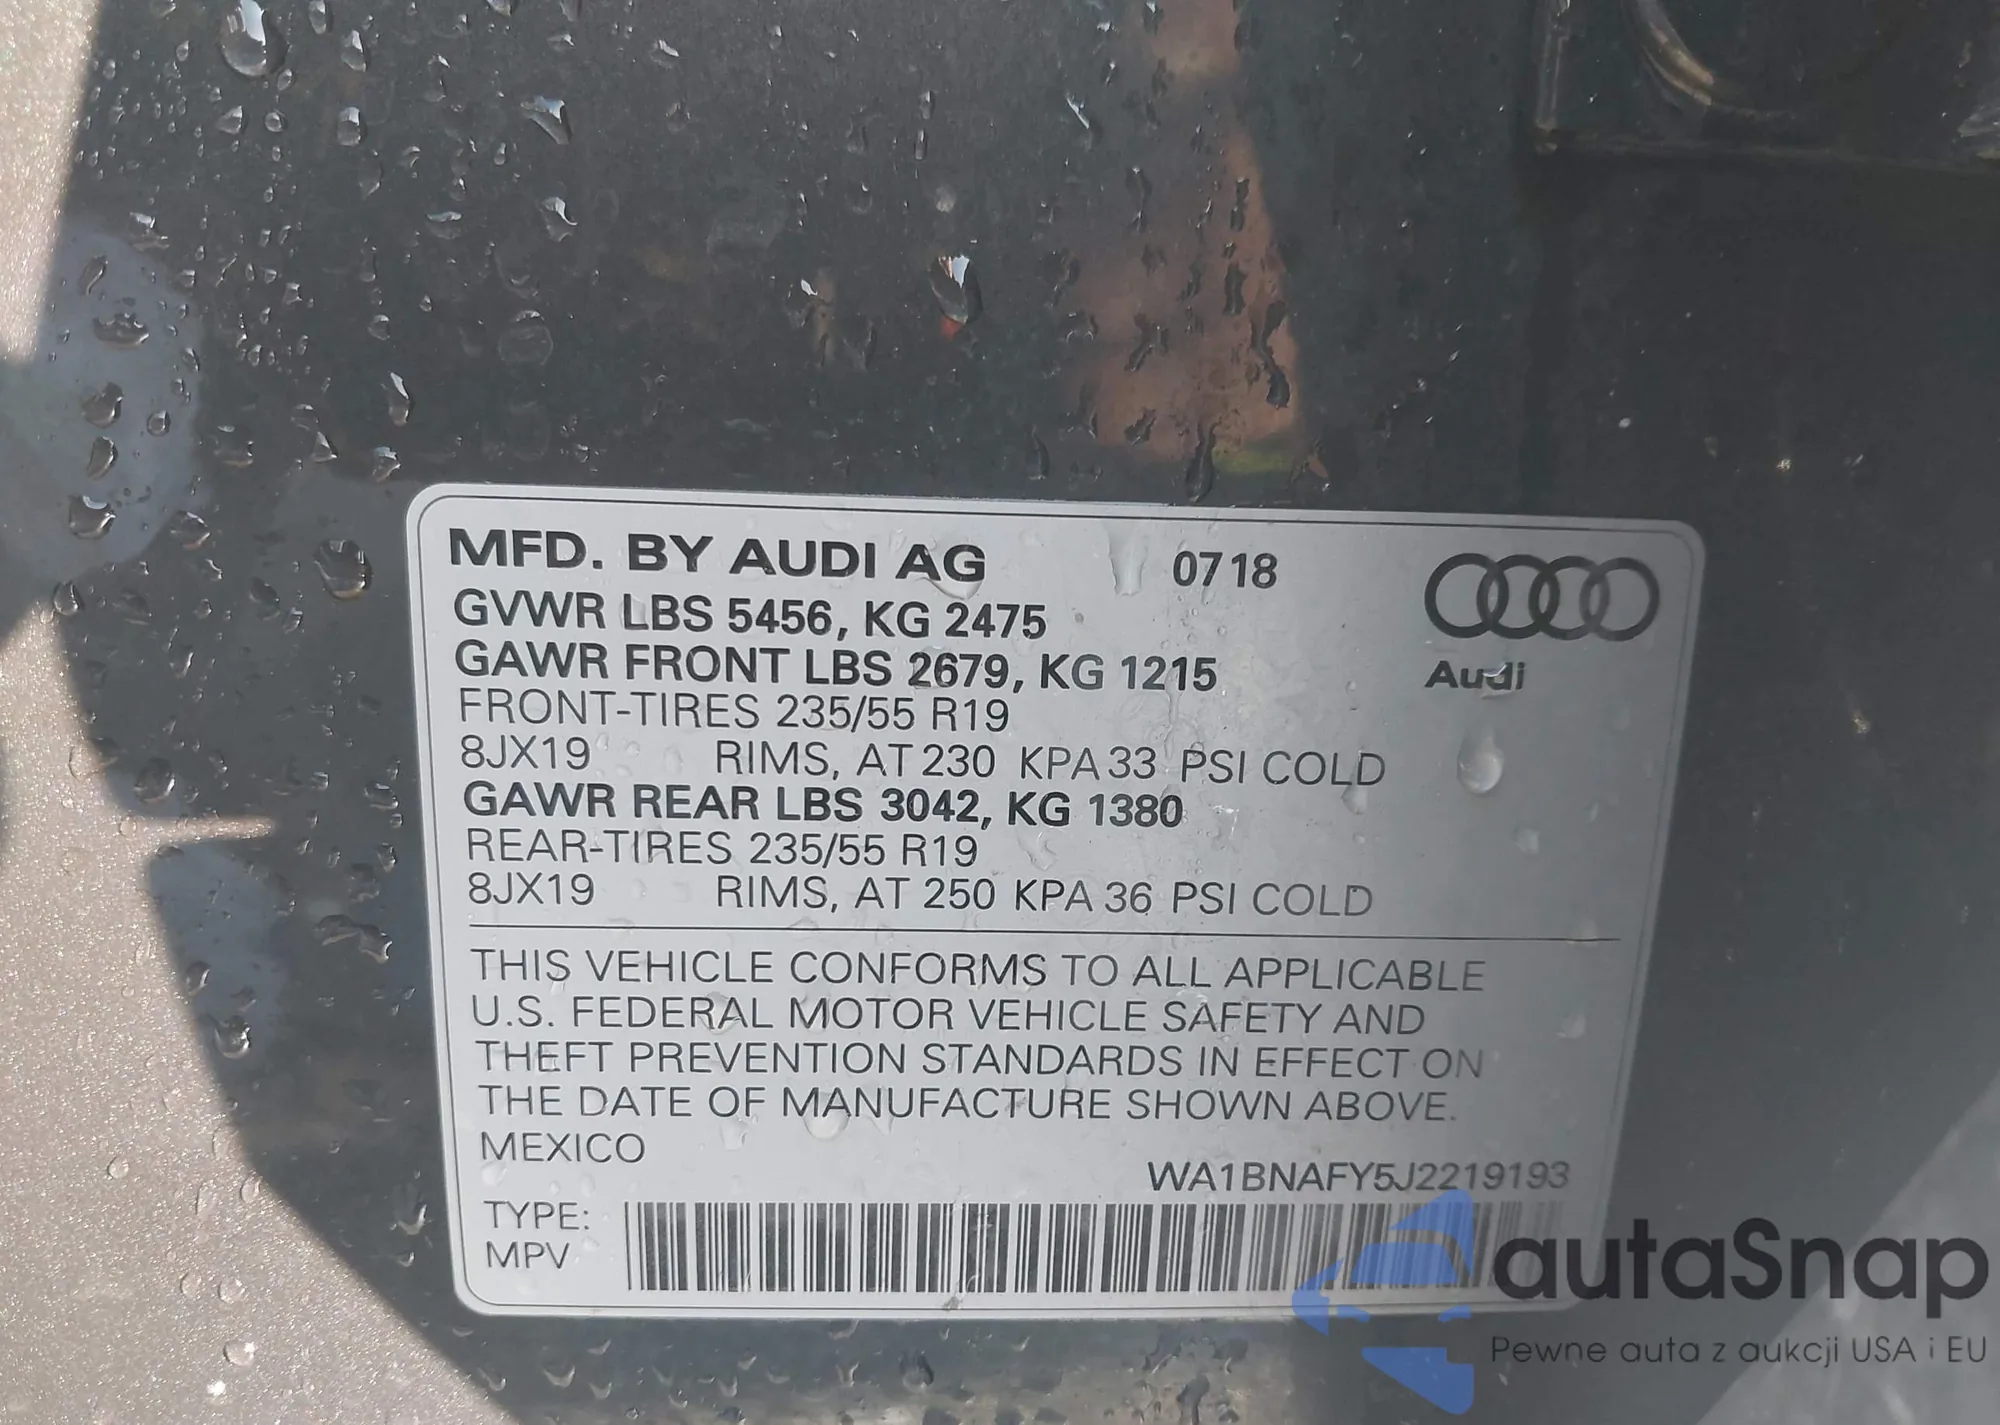 MFD. BY AUDI AG 0718
GVWR LBS 5456, KG 2475
GAWR FRONT LBS 2679, KG 1215
Audi
FRONT-TIRES 235/55 R19
8JX19 RIMS, AT 230 KPA 33 PSI COLD
GAWR REAR LBS 3042, KG 1380
REAR-TIRES 235/55 R19
8JX19 RIMS, AT 250 KPA 36 PSI COLD
THIS VEHICLE CONFORMS TO ALL APPLICABLE
U.S. FEDERAL MOTOR VEHICLE SAFETY AND
THEFT PREVENTION STANDARDS IN EFFECT ON
THE DATE OF MANUFACTURE SHOWN ABOVE.
MEXICO
WA1BNAFY5J2219193
TYPE:
MPV
autaSnap
Pewne auta z aukcji USA i EU